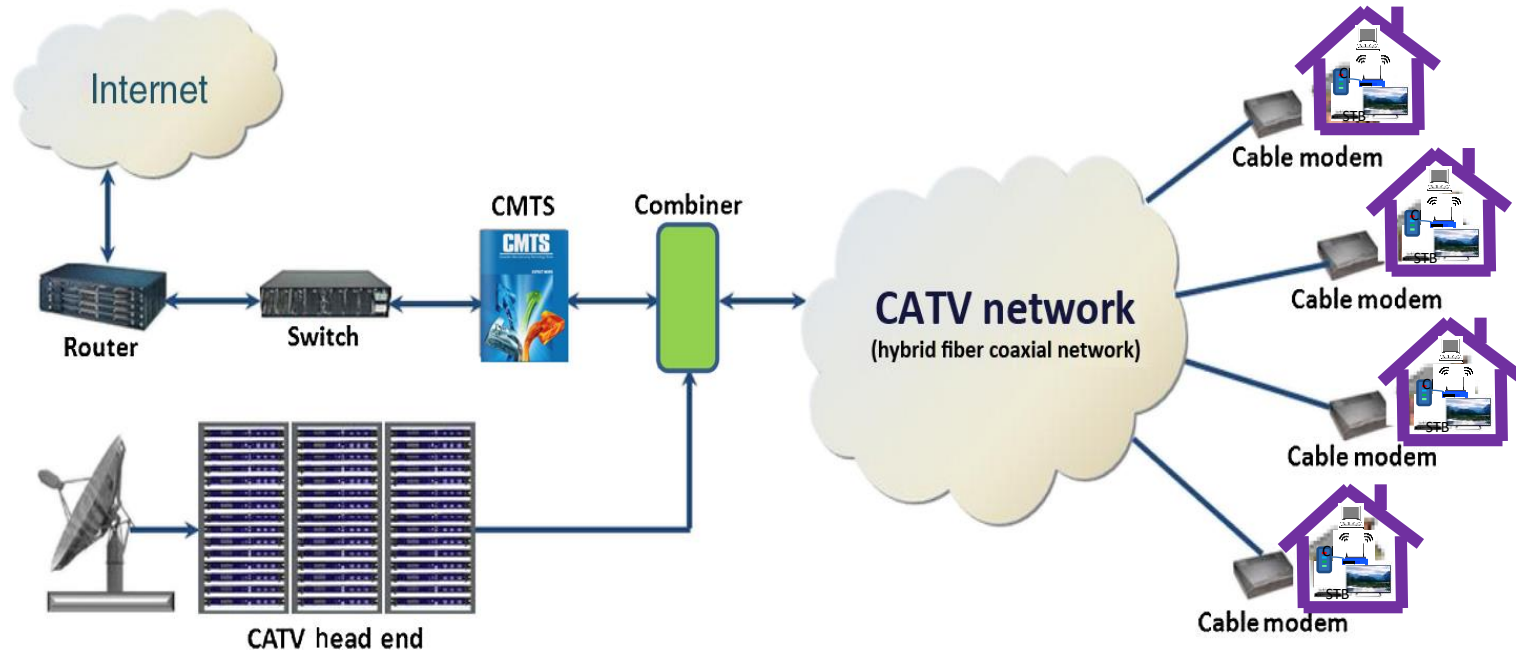 Internet
Router
Switch
CMTS
CMTS
Combiner
CATV network
(hybrid fiber coaxial network)
CATV head end
Cable modem
STB
Cable modem
STB
Cable modem
STB
Cable modem
STB